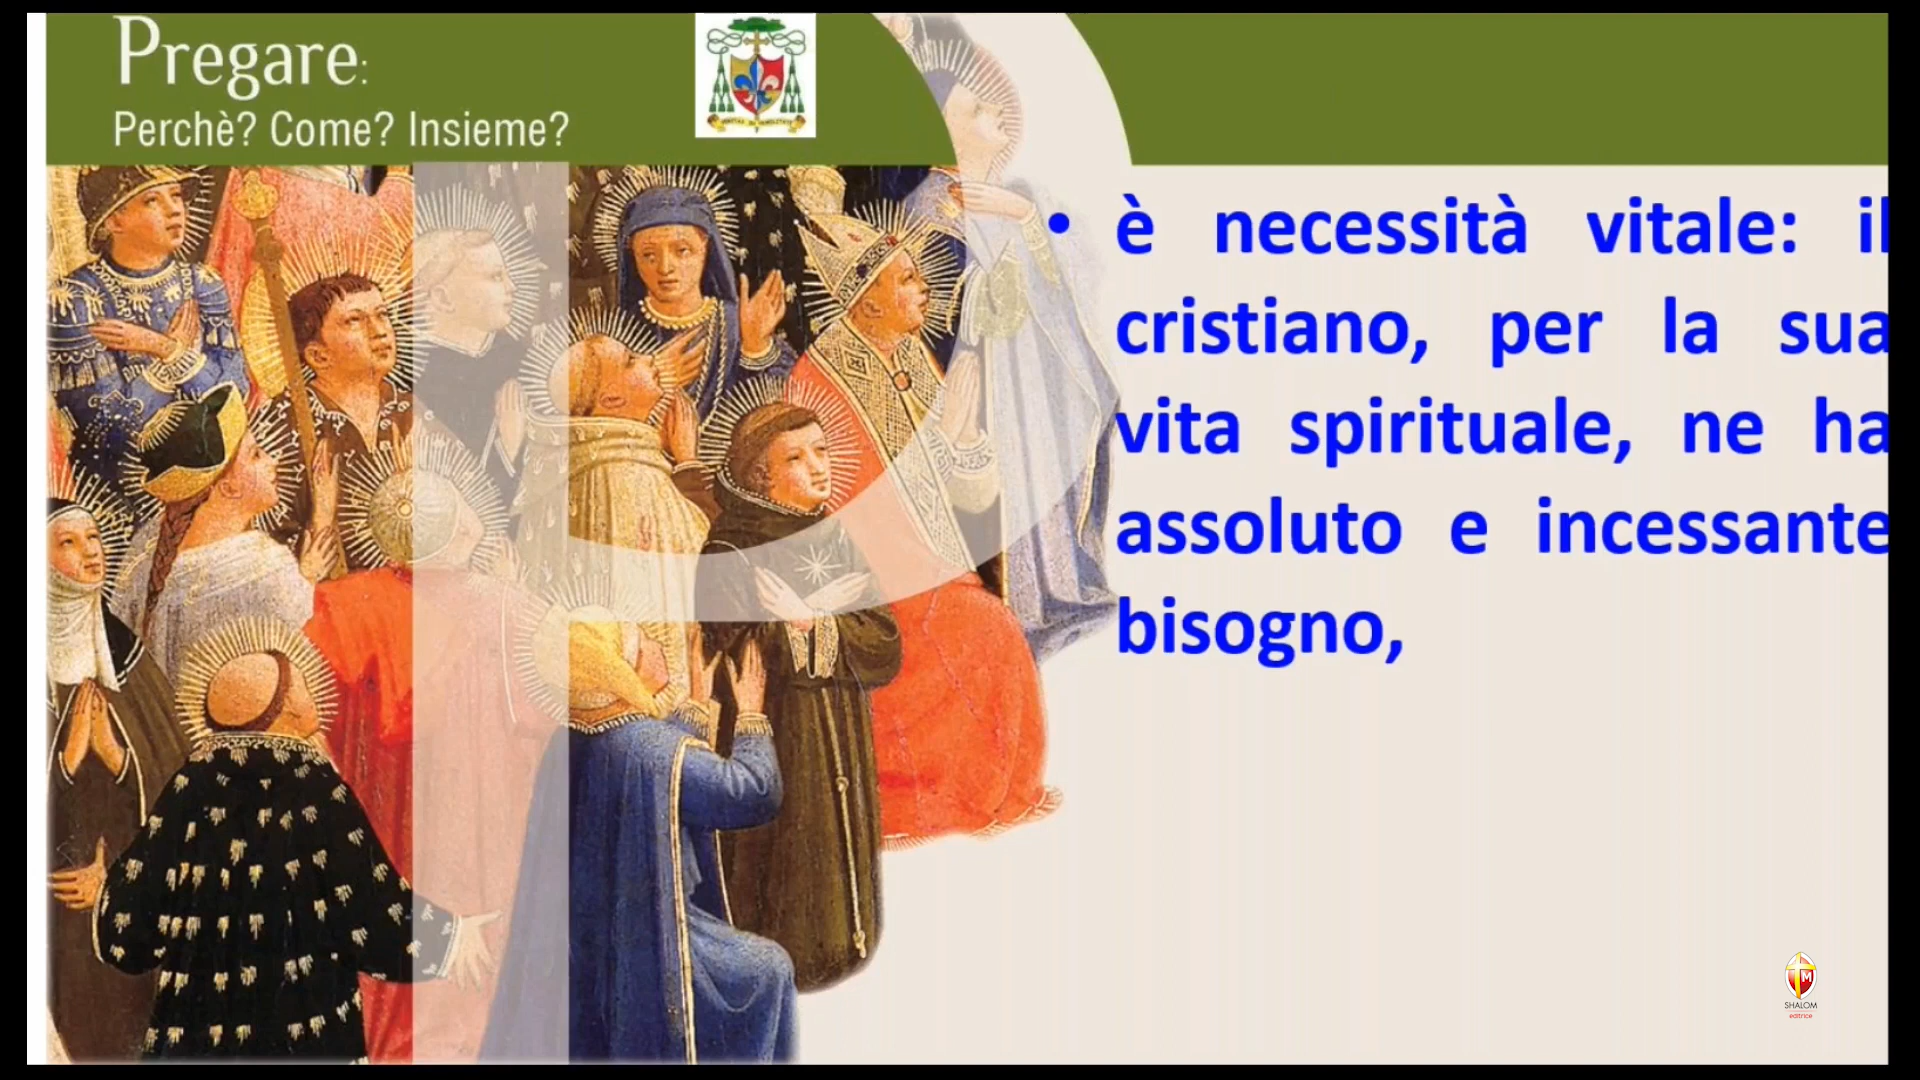 Pregare:
Perchè? Come? Insieme?
• è necessità vitale: il
cristiano, per la sua
vita spirituale, ne ha
assoluto e incessante
bisogno,
M
SHALOM
editrice